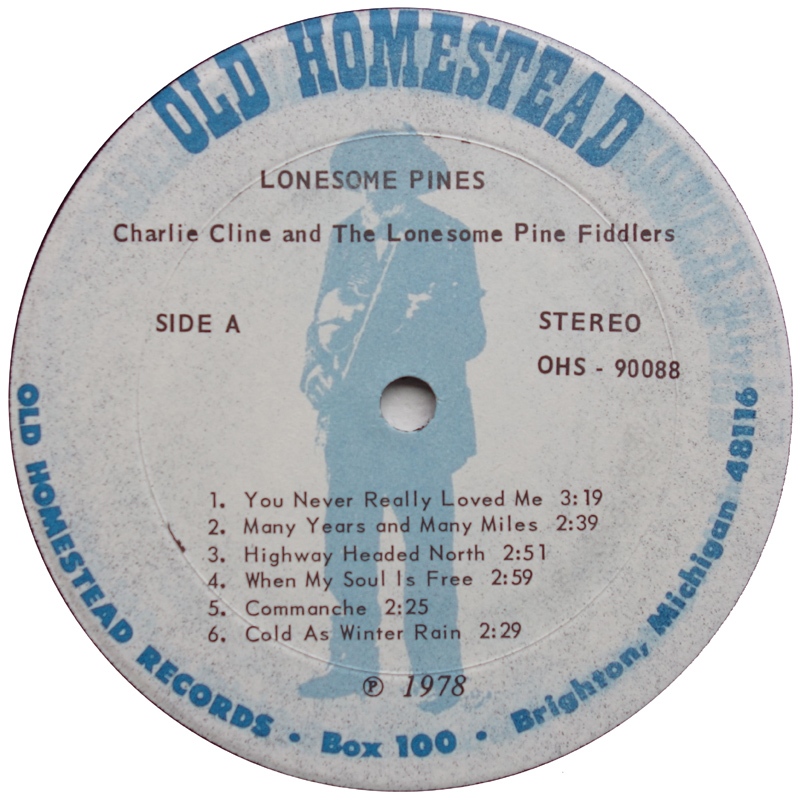 OLD HOMESTEAD
LONESOME PINES
Charlie Cline and The Lonesome Pine Fiddlers
SIDE A
STEREO
OHS - 90088
1. You Never Really Loved Me 3:19
2. Many Years and Many Miles 2:39
3. Highway Headed North 2:51
4. When My Soul Is Free 2:59
5. Commanche 2:25
6. Cold As Winter Rain 2:29
℗ 1978
OLD HOMESTEAD RECORDS • Box 100 • Brighton, Michigan 48116